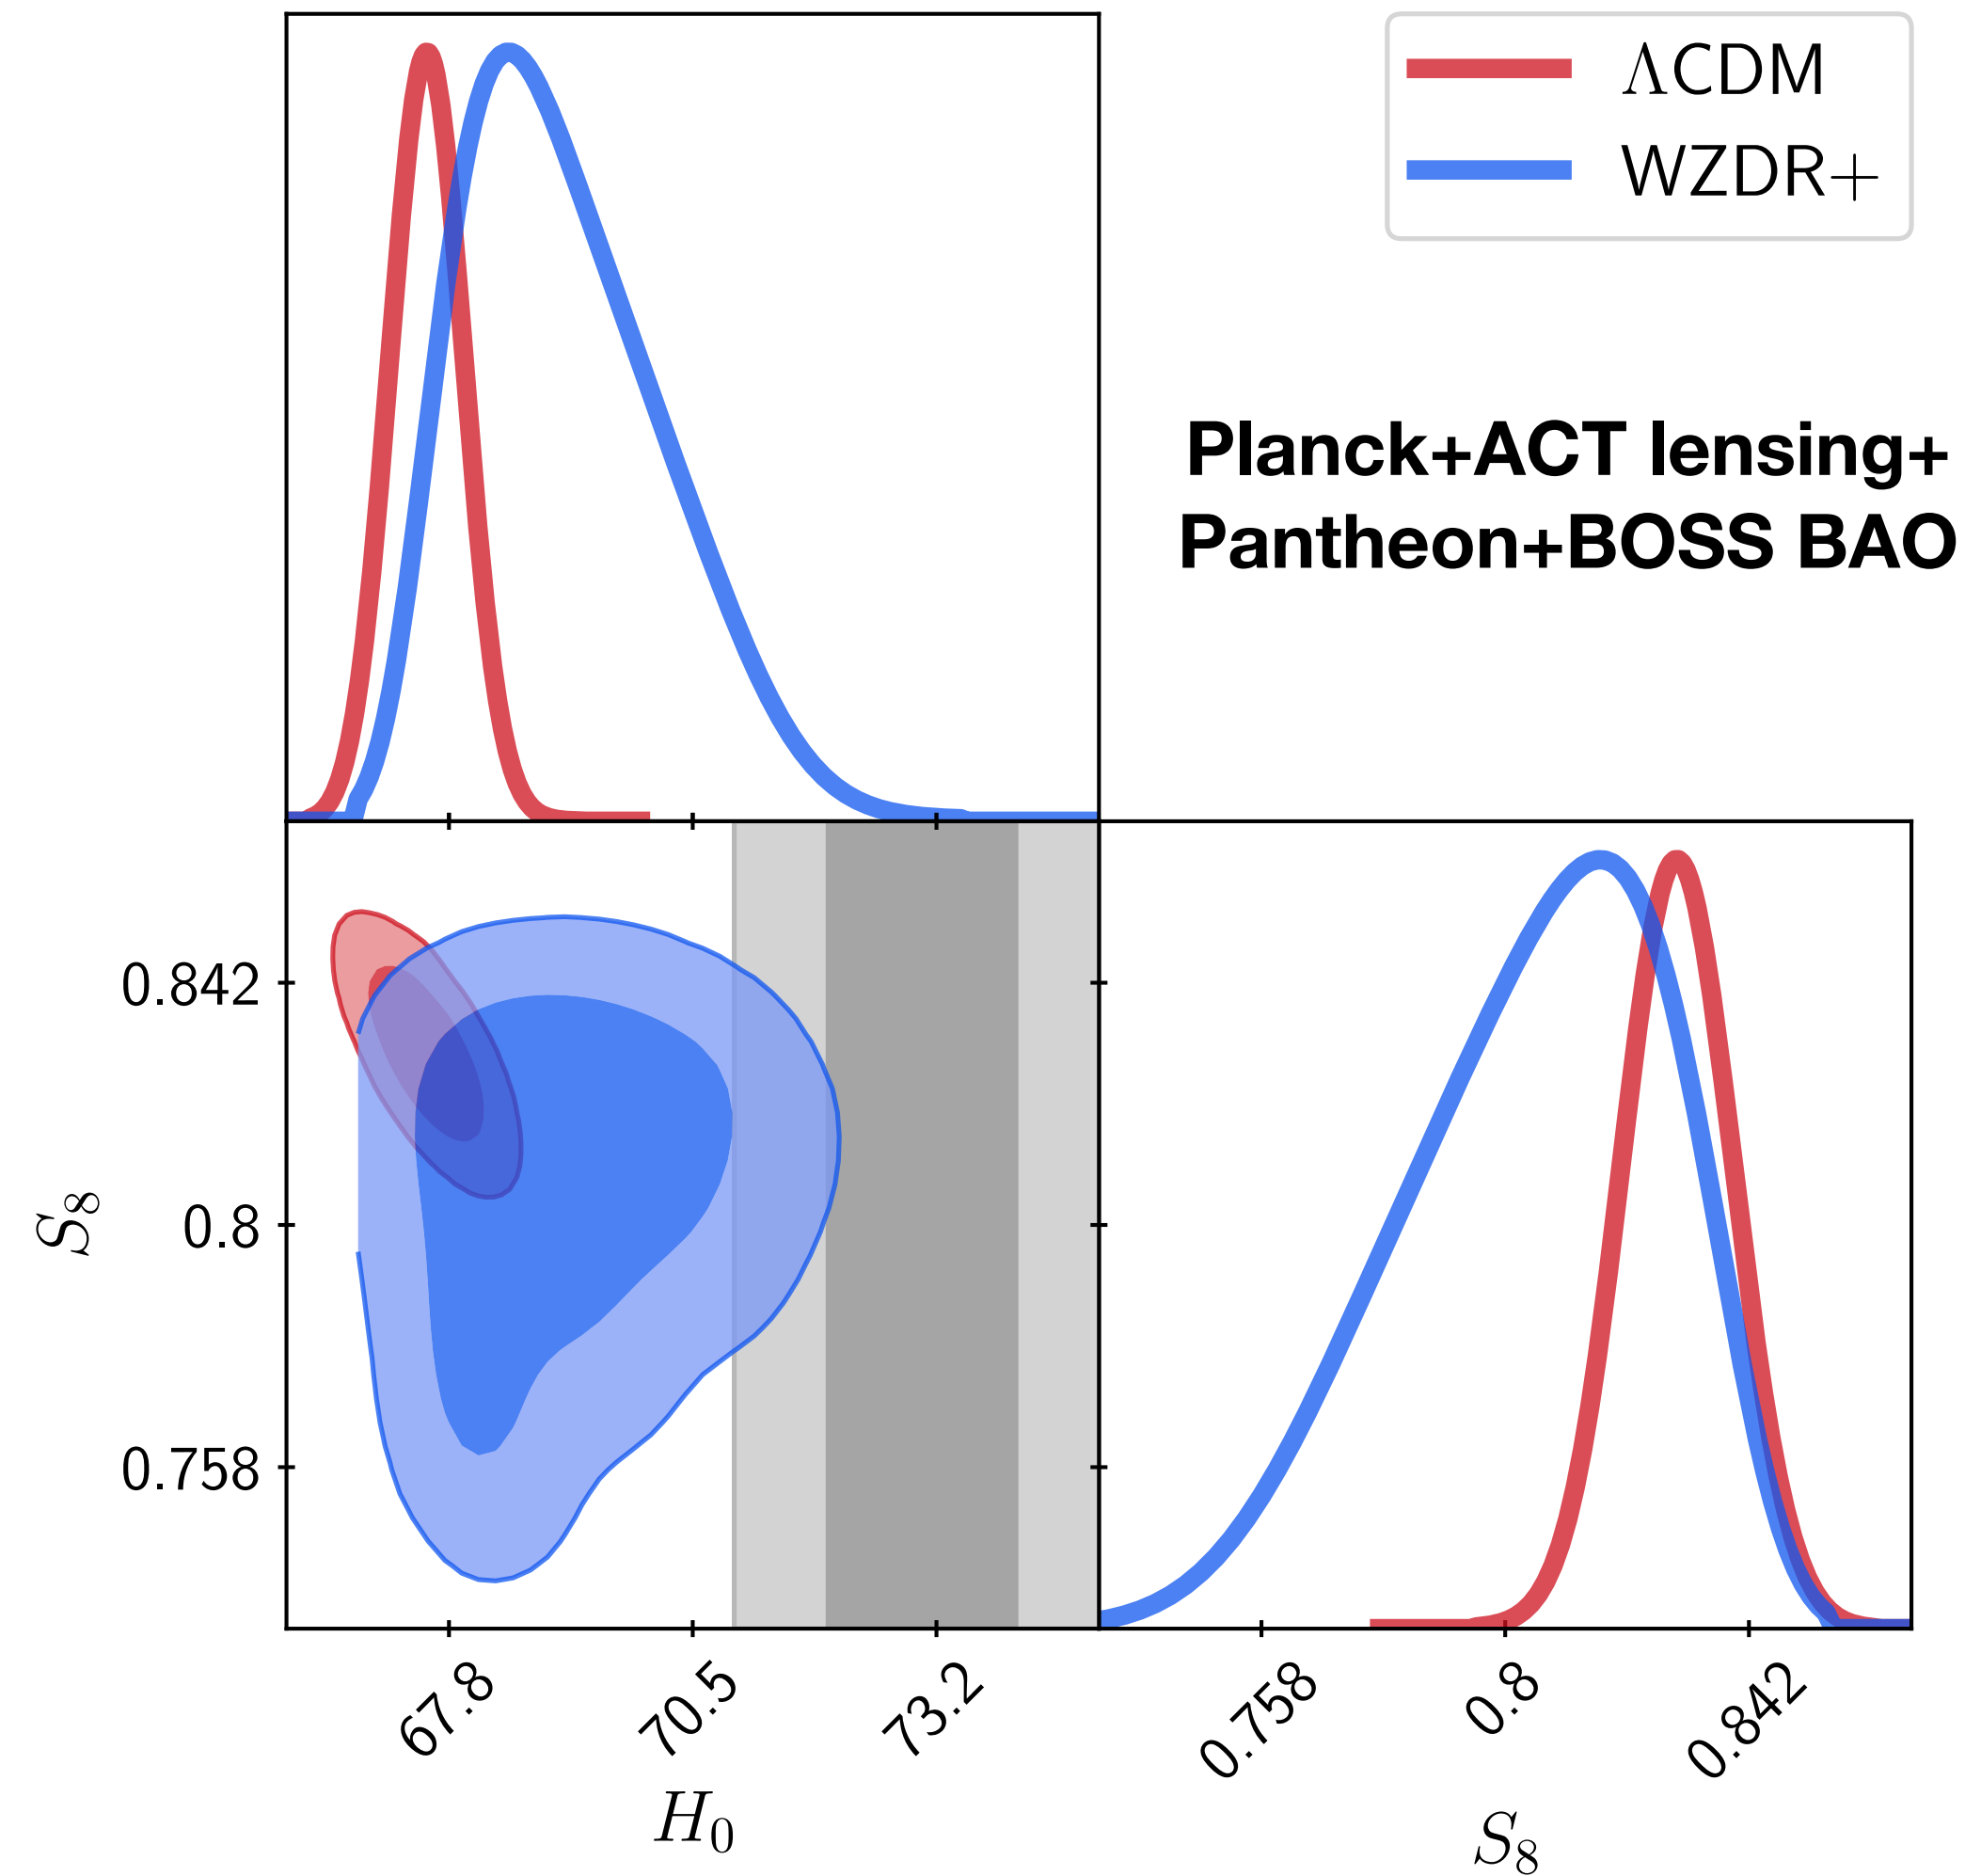 ΛCDM
WZDR+
Planck+ACT lensing+
Pantheon+BOSS BAO
0.842
0.8
0.758
S₈
67.8
70.5
73.2
H₀
0.758
0.8
0.842
S₈